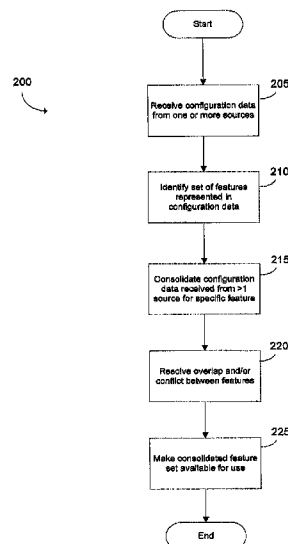 Start
200
205
Receive configuration data
from one or more sources
210
Identify set of features
represented in
configuration data
215
Consolidate configuration
data received from >1
source for specific feature
220
Resolve overlap and/or
conflict between features
225
Make consolidated feature
set available for use
End